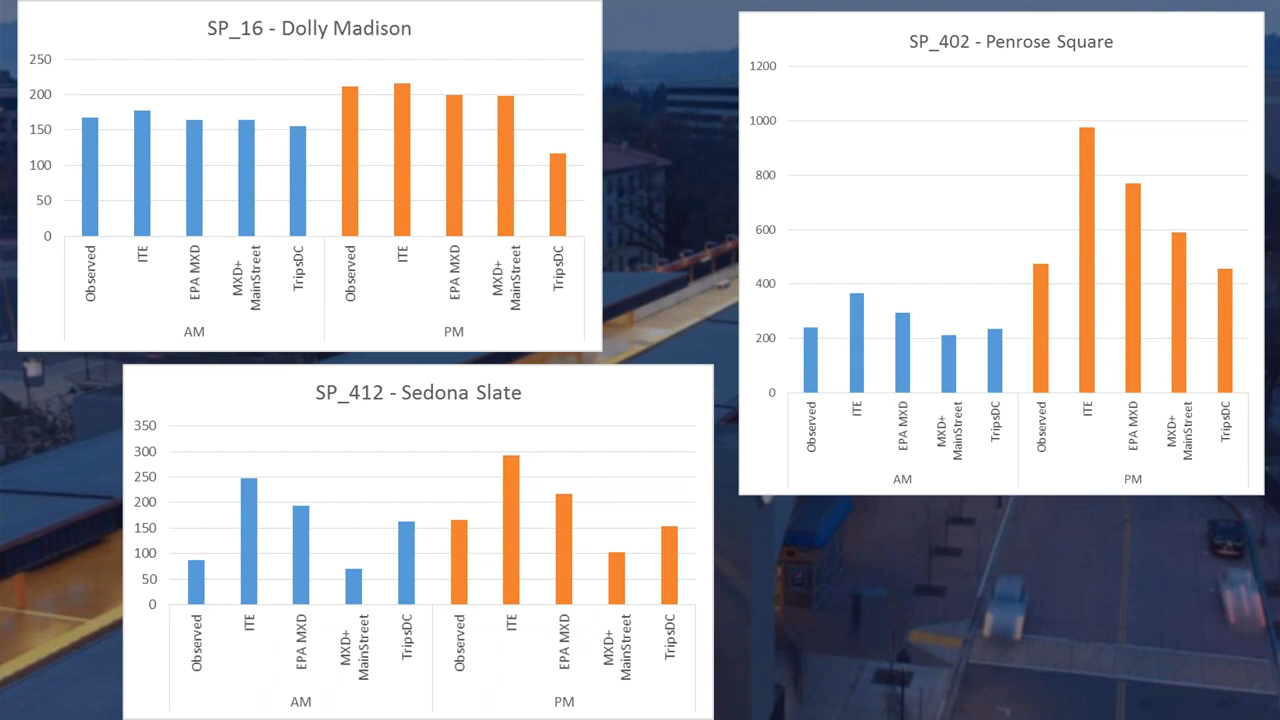 SP_16 - Dolly Madison
250
200
150
100
50
0
Observed
ITE
EPA MXD
MXD+
MainStreet
TripsDC
Observed
ITE
EPA MXD
MXD+
MainStreet
TripsDC
AM
PM
SP_402 - Penrose Square
1200
1000
800
600
400
200
0
Observed
ITE
EPA MXD
MXD+
MainStreet
TripsDC
Observed
ITE
EPA MXD
MXD+
MainStreet
TripsDC
AM
PM
SP_412 - Sedona Slate
350
300
250
200
150
100
50
0
Observed
ITE
EPA MXD
MXD+
MainStreet
TripsDC
Observed
ITE
EPA MXD
MXD+
MainStreet
TripsDC
AM
PM